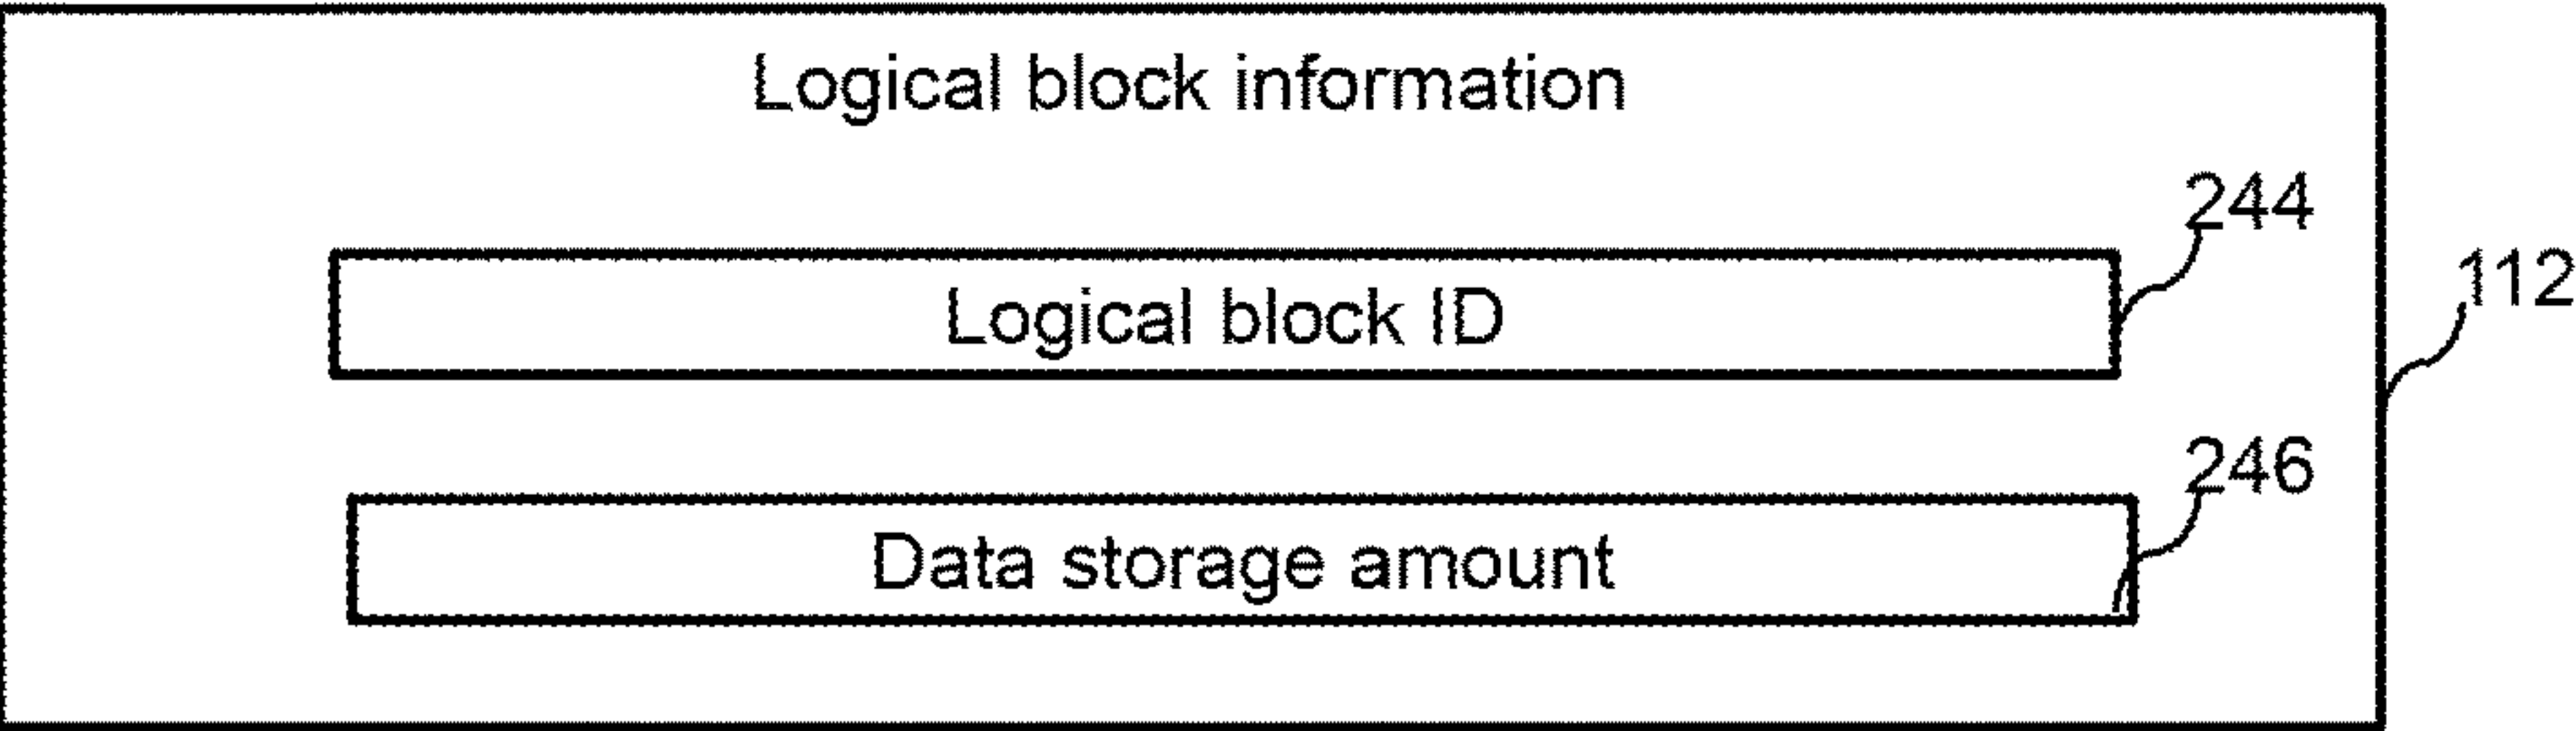 Logical block information
244
Logical block ID
112
246
Data storage amount